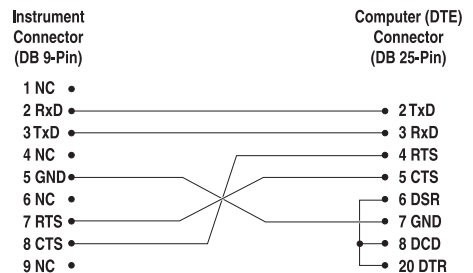 Instrument
Connector
(DB 9-Pin)
Computer (DTE)
Connector
(DB 25-Pin)
1 NC
2 RxD
3 TxD
4 NC
5 GND
6 NC
7 RTS
8 CTS
9 NC
2 TxD
3 RxD
4 RTS
5 CTS
6 DSR
7 GND
8 DCD
20 DTR